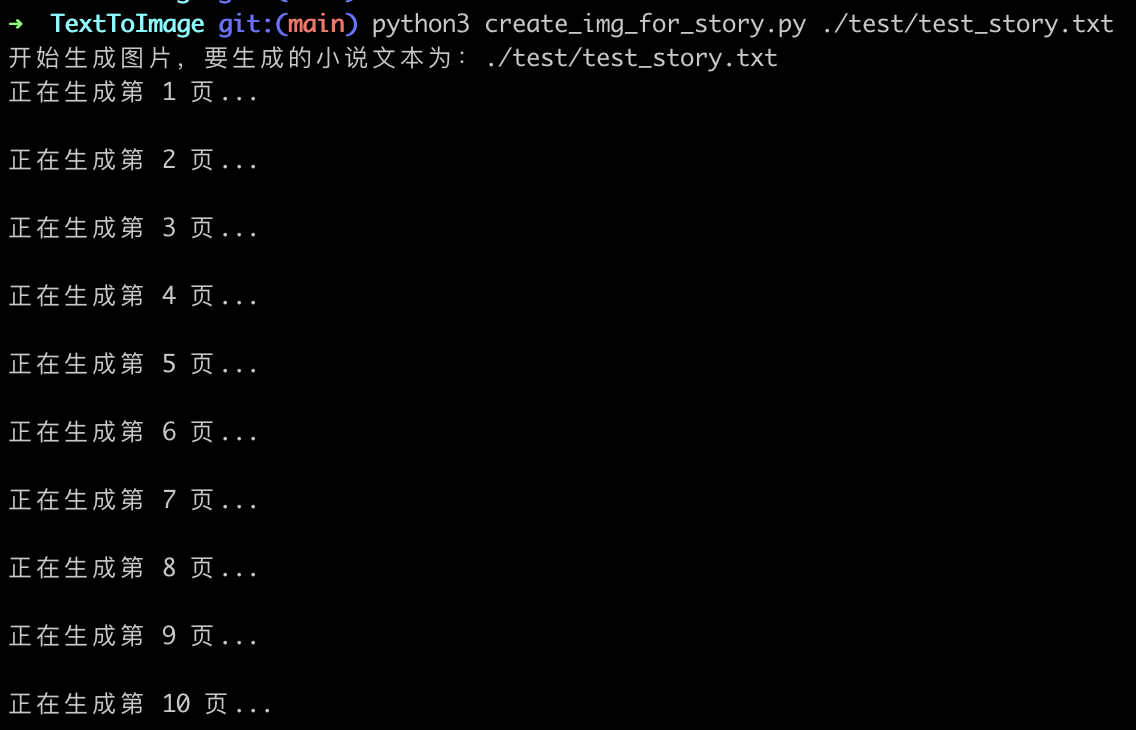 → TextToImage git:(main) python3 create_img_for_story.py ./test/test_story.txt
开始生成图片，要生成的小说文本为：./test/test_story.txt
正在生成第 1 页...
正在生成第 2 页...
正在生成第 3 页...
正在生成第 4 页...
正在生成第 5 页...
正在生成第 6 页...
正在生成第 7 页...
正在生成第 8 页...
正在生成第 9 页...
正在生成第 10 页...